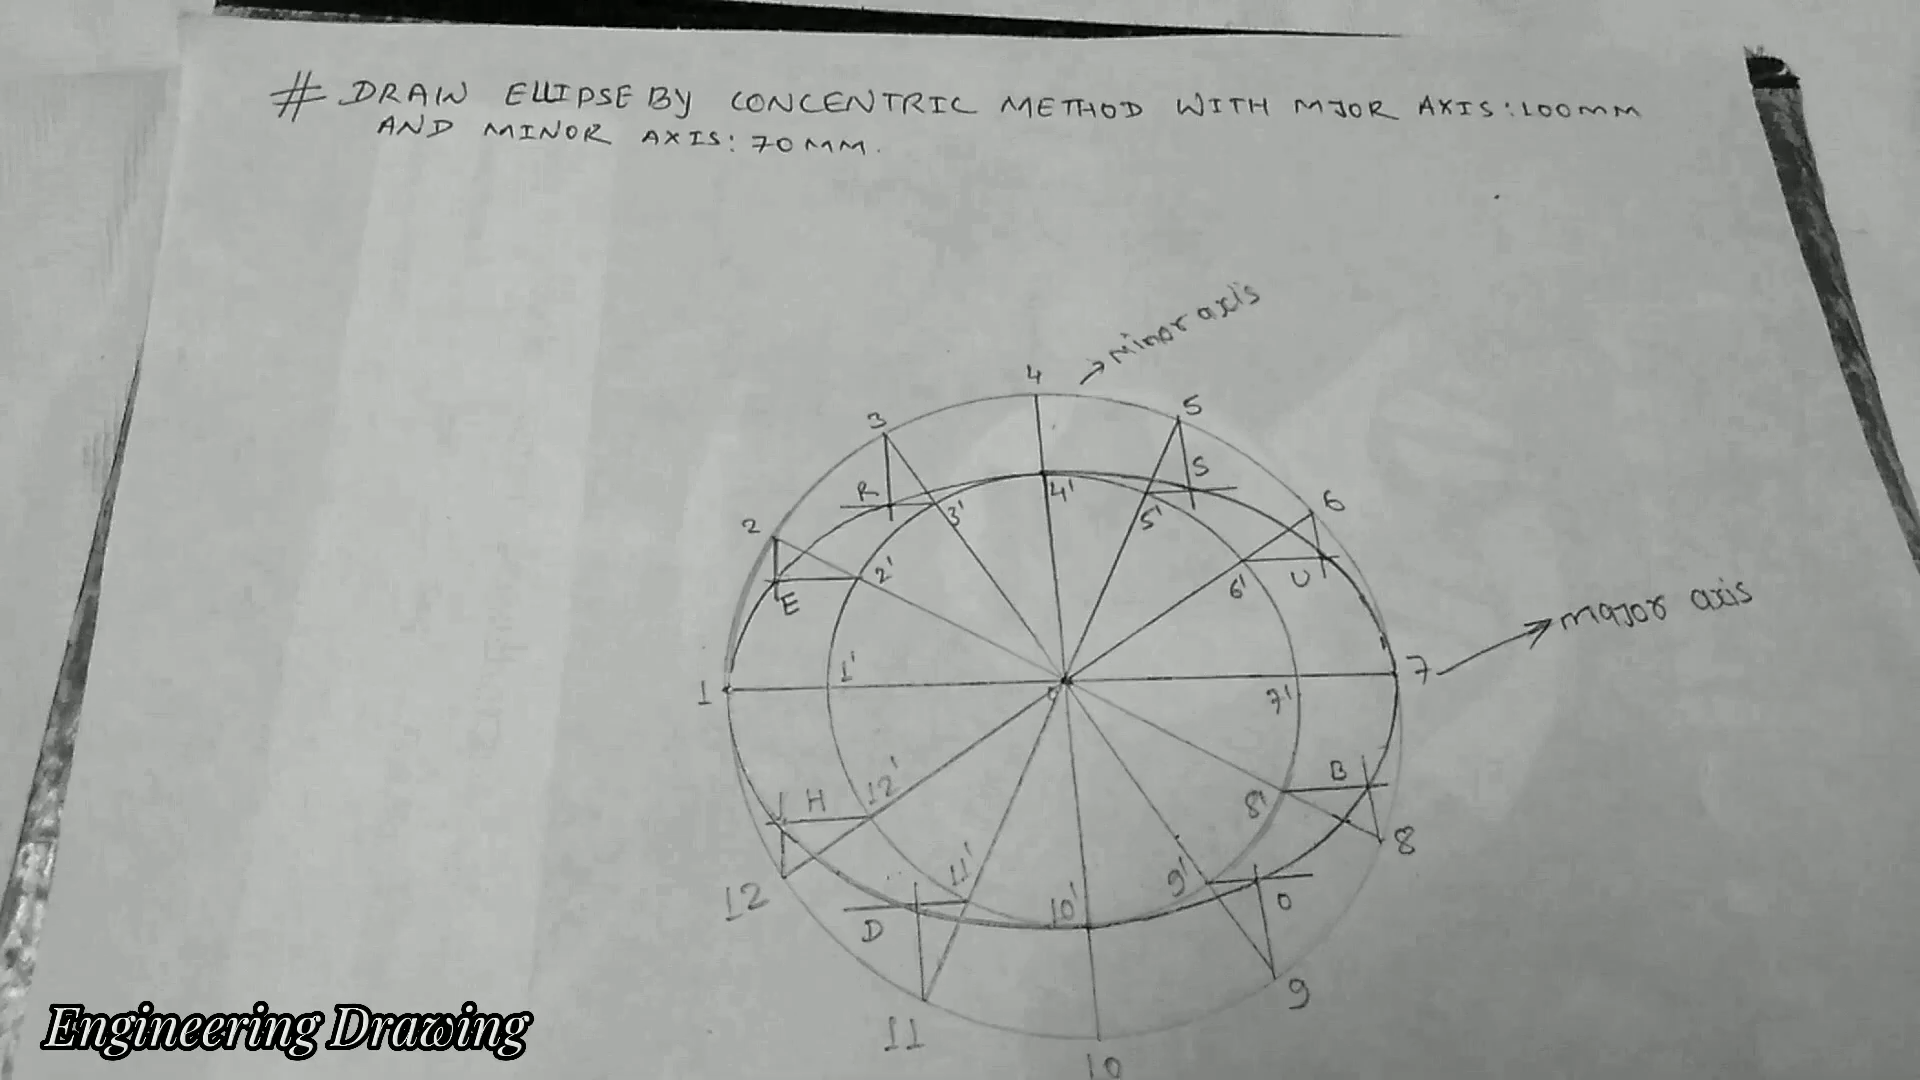 # DRAW ELLIPSE BY CONCENTRIC METHOD WITH MJOR AXIS:100MM
AND MINOR AXIS: 70MM.
minor axis
4
3
5
R
S
4'
6
2
3'
5'
2'
6'
U
E
major axis
1
1'
7'
7
H
12'
B
8'
8
12
11'
10'
9'
D
O
11
9
10
Engineering Drawing